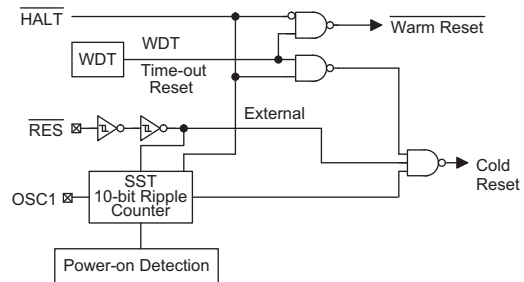 HALT
WDT
WDT
Time-out
Reset
Warm Reset
RES
External
Cold
Reset
OSC1
SST
10-bit Ripple
Counter
Power-on Detection